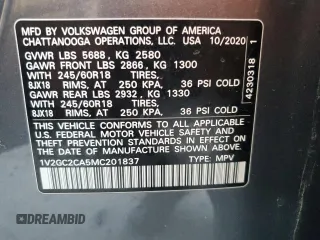 MFD BY VOLKSWAGEN GROUP OF AMERICA
CHATTANOOGA OPERATIONS, LLC. USA 10/2020
GVWR LBS 5688, KG 2580
GAWR FRONT LBS 2866, KG 1300
WITH 245/60R18 TIRES,
8JX18 RIMS, AT 250 KPA, 36 PSI COLD
GAWR REAR LBS 2932, KG 1330
WITH 245/60R18 TIRES,
8JX18 RIMS, AT 250 KPA, 36 PSI COLD
THIS VEHICLE CONFORMS TO ALL APPLICABLE
FEDERAL MOTOR VEHICLE SAFETY
STANDARDS IN EFFECT ON THE DATE OF
MANUFACTURE SHOWN ABOVE.
1V2GC2CA5MC201837 TYPE: MPV
4230318 1